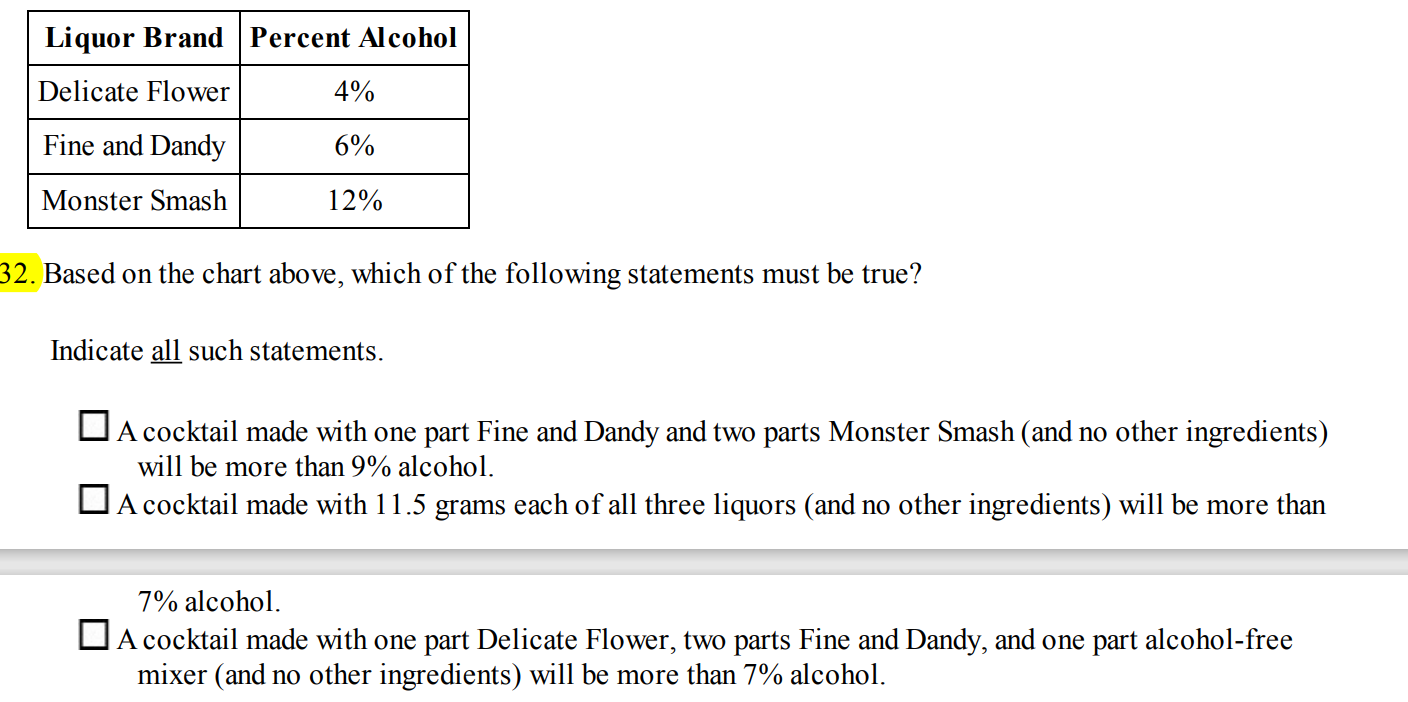 Liquor Brand Percent Alcohol
Delicate Flower 4%
Fine and Dandy 6%
Monster Smash 12%
32. Based on the chart above, which of the following statements must be true?
Indicate all such statements.
A cocktail made with one part Fine and Dandy and two parts Monster Smash (and no other ingredients)
will be more than 9% alcohol.
A cocktail made with 11.5 grams each of all three liquors (and no other ingredients) will be more than
7% alcohol.
A cocktail made with one part Delicate Flower, two parts Fine and Dandy, and one part alcohol-free
mixer (and no other ingredients) will be more than 7% alcohol.